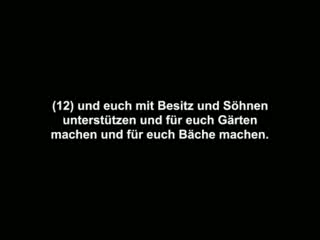 (12) und euch mit Besitz und Söhnen
unterstützen und für euch Gärten
machen und für euch Bäche machen.